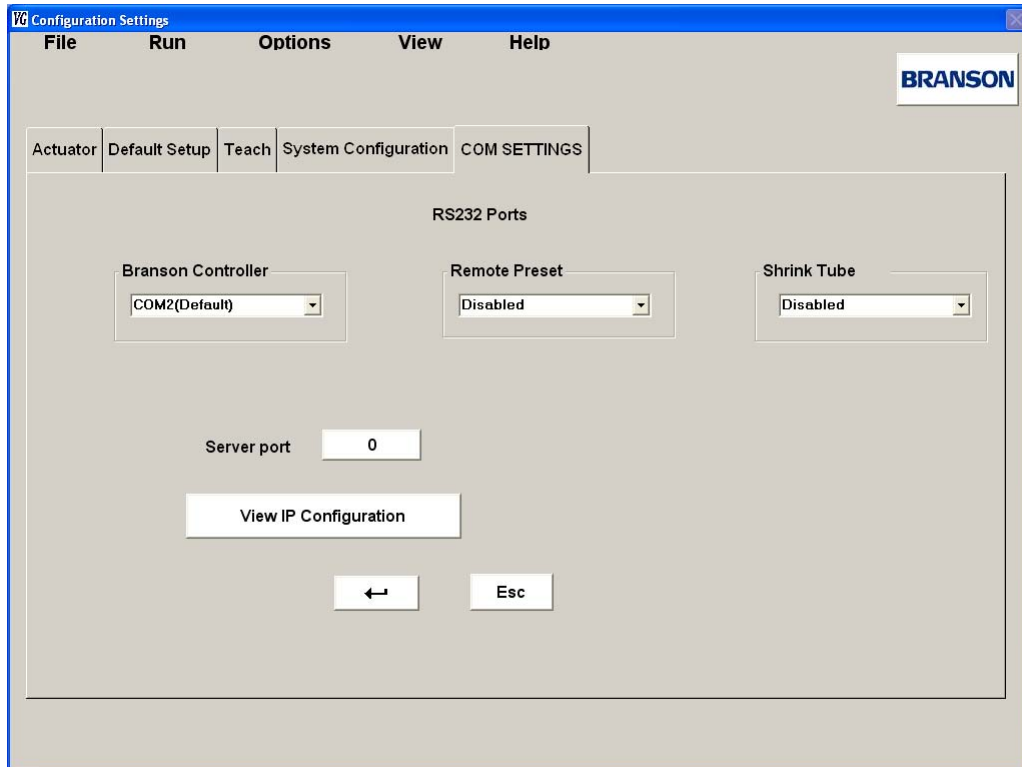 VG Configuration Settings
File Run Options View Help
BRANSON
Actuator Default Setup Teach System Configuration COM SETTINGS
RS232 Ports
Branson Controller Remote Preset Shrink Tube
COM2(Default) Disabled Disabled
Server port 0
View IP Configuration
Esc